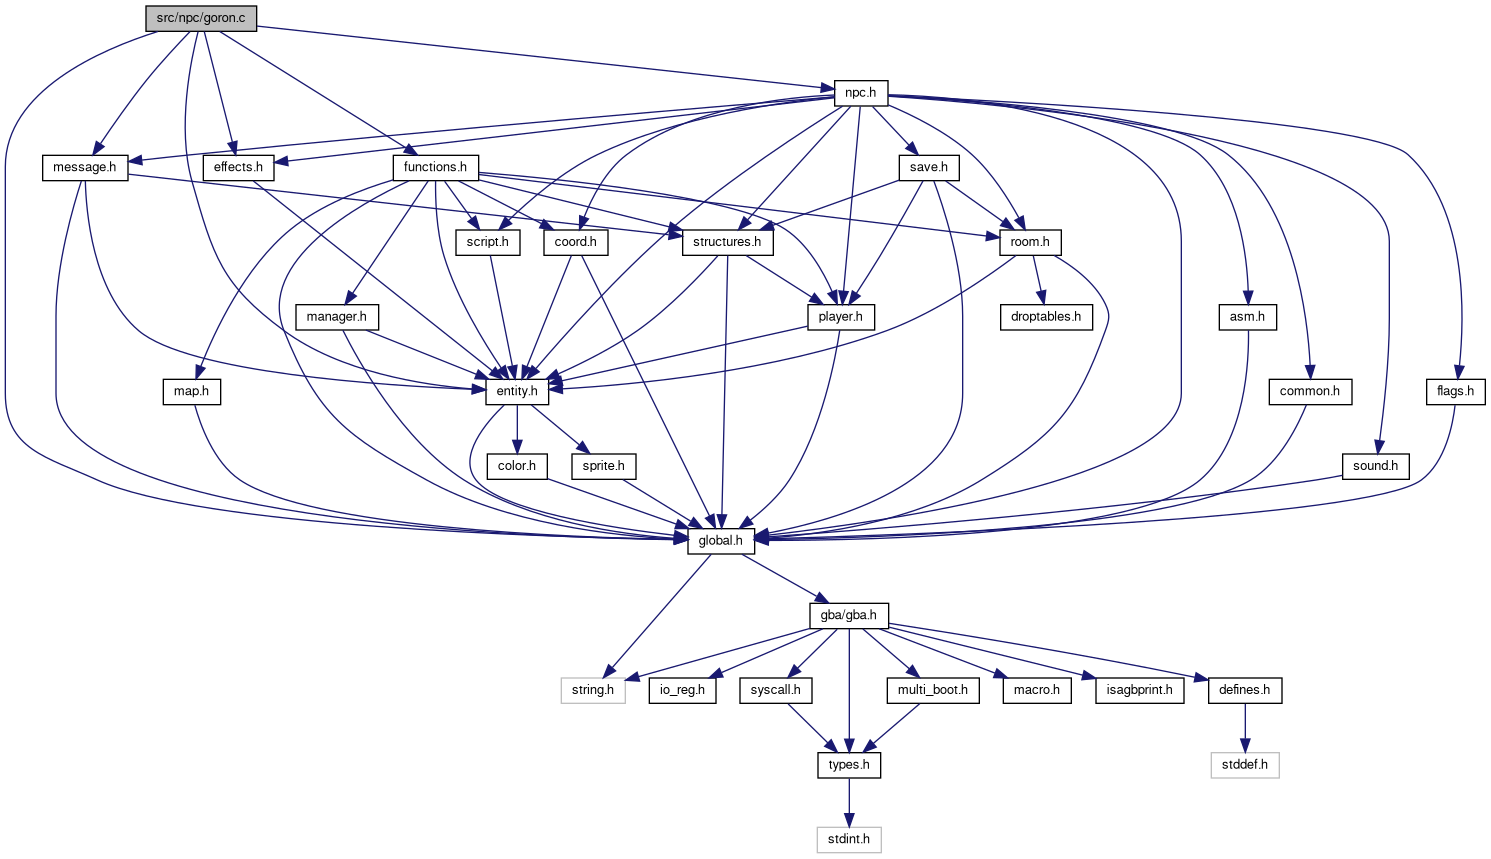 src/npc/goron.c
npc.h
message.h
effects.h
functions.h
save.h
script.h
coord.h
structures.h
room.h
manager.h
player.h
droptables.h
asm.h
map.h
entity.h
common.h
flags.h
color.h
sprite.h
sound.h
global.h
gba/gba.h
string.h
io_reg.h
syscall.h
multi_boot.h
macro.h
isagbprint.h
defines.h
types.h
stddef.h
stdint.h